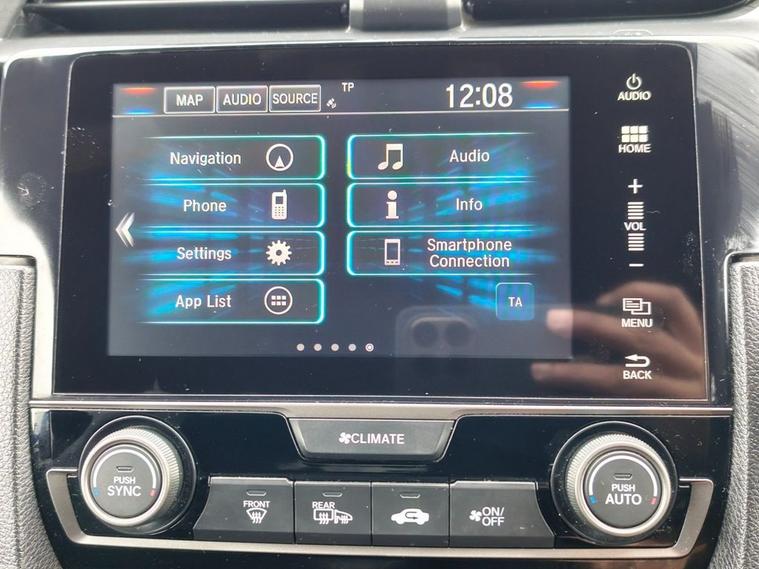 MAP AUDIO SOURCE TP 12:08
AUDIO
HOME
Navigation
Audio
Phone
Info
+
VOL
−
Settings
Smartphone
Connection
App List
TA
MENU
BACK
CLIMATE
PUSH
SYNC
FRONT
REAR
ON/
OFF
PUSH
AUTO